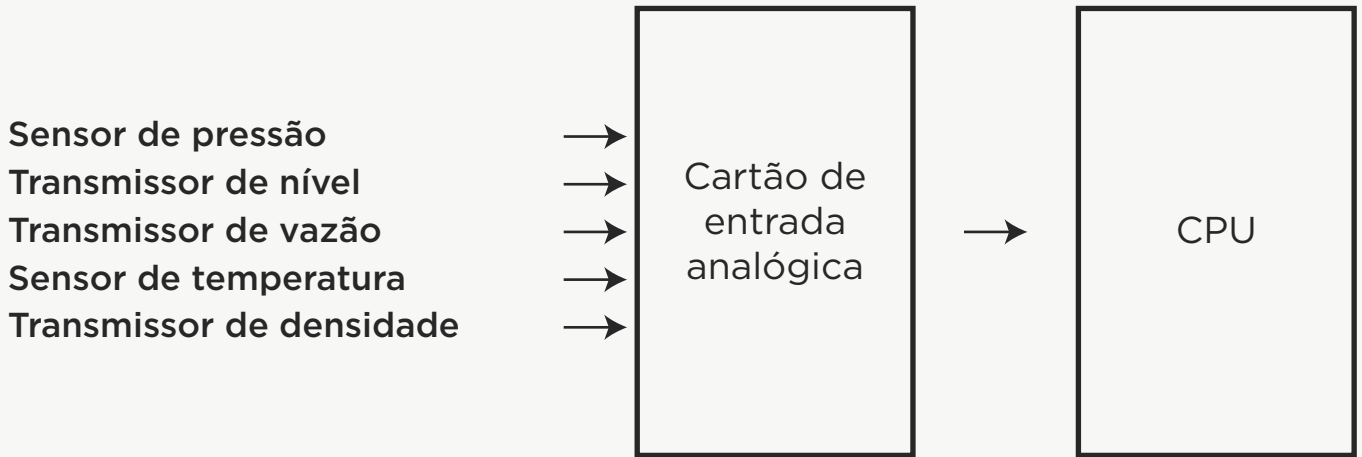 Sensor de pressão
Transmissor de nível
Transmissor de vazão
Sensor de temperatura
Transmissor de densidade
Cartão de
entrada
analógica
CPU